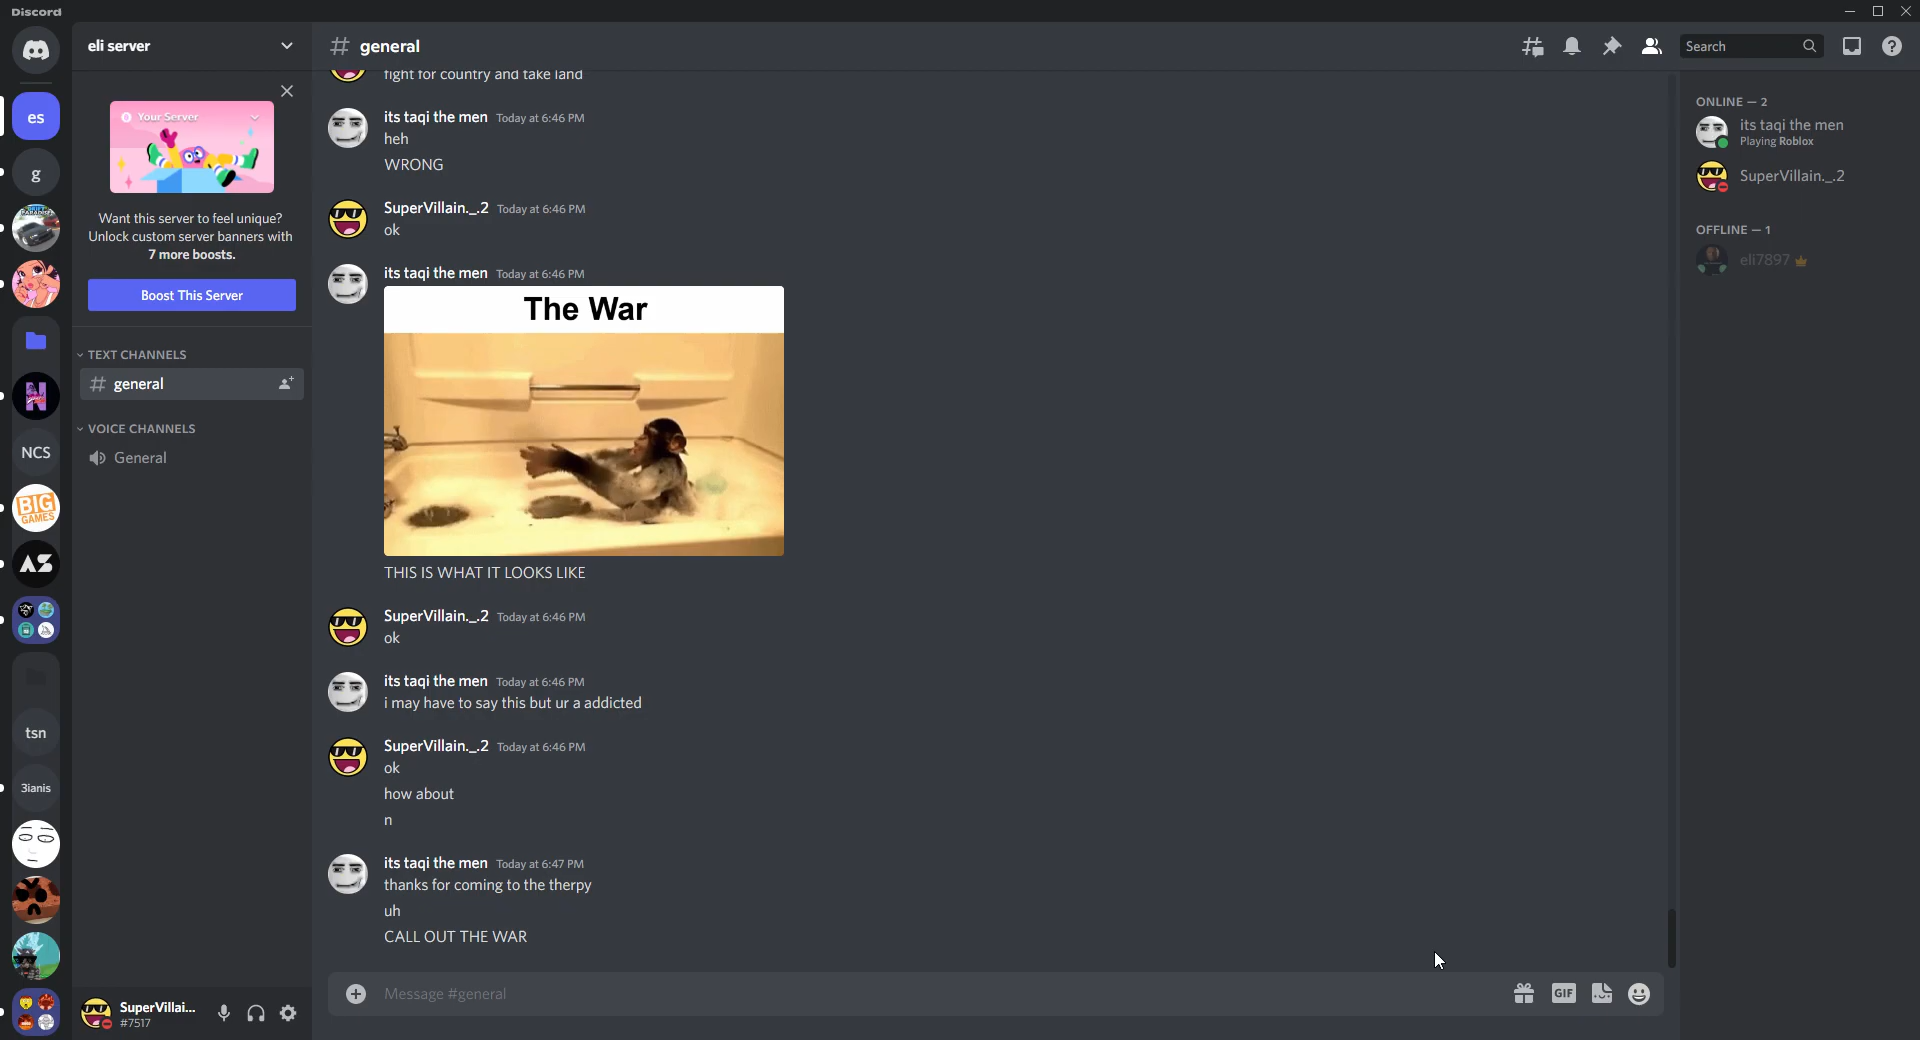 Discord
eli server
# general
Search
Your Server
Want this server to feel unique?
Unlock custom server banners with
7 more boosts.
Boost This Server
TEXT CHANNELS
# general
VOICE CHANNELS
General
es
g
DRIFT PARADISE
N
NCS
BIG
GAMES
AS
tsn
3ianis
SuperVillai...
#7517
fight for country and take land
its taqi the men Today at 6:46 PM
heh
WRONG
SuperVillain._.2 Today at 6:46 PM
ok
its taqi the men Today at 6:46 PM
The War
THIS IS WHAT IT LOOKS LIKE
SuperVillain._.2 Today at 6:46 PM
ok
its taqi the men Today at 6:46 PM
i may have to say this but ur a addicted
SuperVillain._.2 Today at 6:46 PM
ok
how about
n
its taqi the men Today at 6:47 PM
thanks for coming to the therpy
uh
CALL OUT THE WAR
Message #general
GIF
ONLINE — 2
its taqi the men
Playing Roblox
SuperVillain._.2
OFFLINE — 1
eli7897